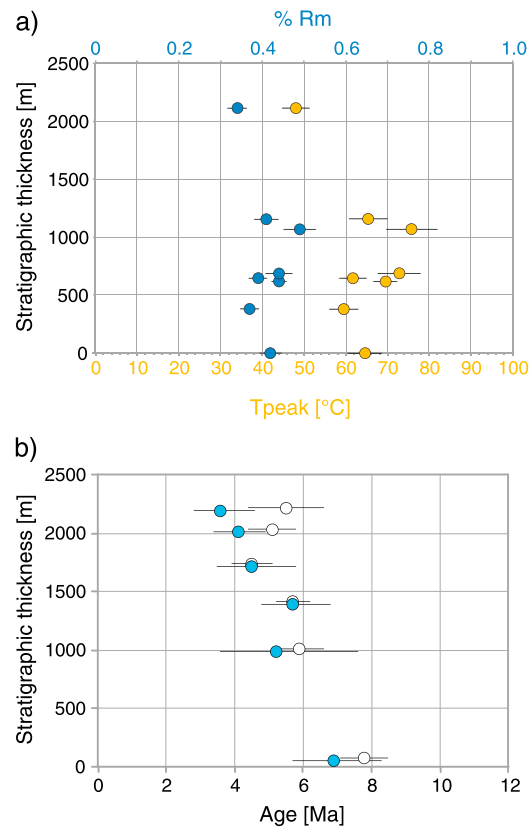 a)
% Rm
0 0.2 0.4 0.6 0.8 1.0
Stratigraphic thickness [m]
2500
2000
1500
1000
500
0
0 10 20 30 40 50 60 70 80 90 100
Tpeak [°C]
b)
Stratigraphic thickness [m]
2500
2000
1500
1000
500
0
0 2 4 6 8 10 12
Age [Ma]